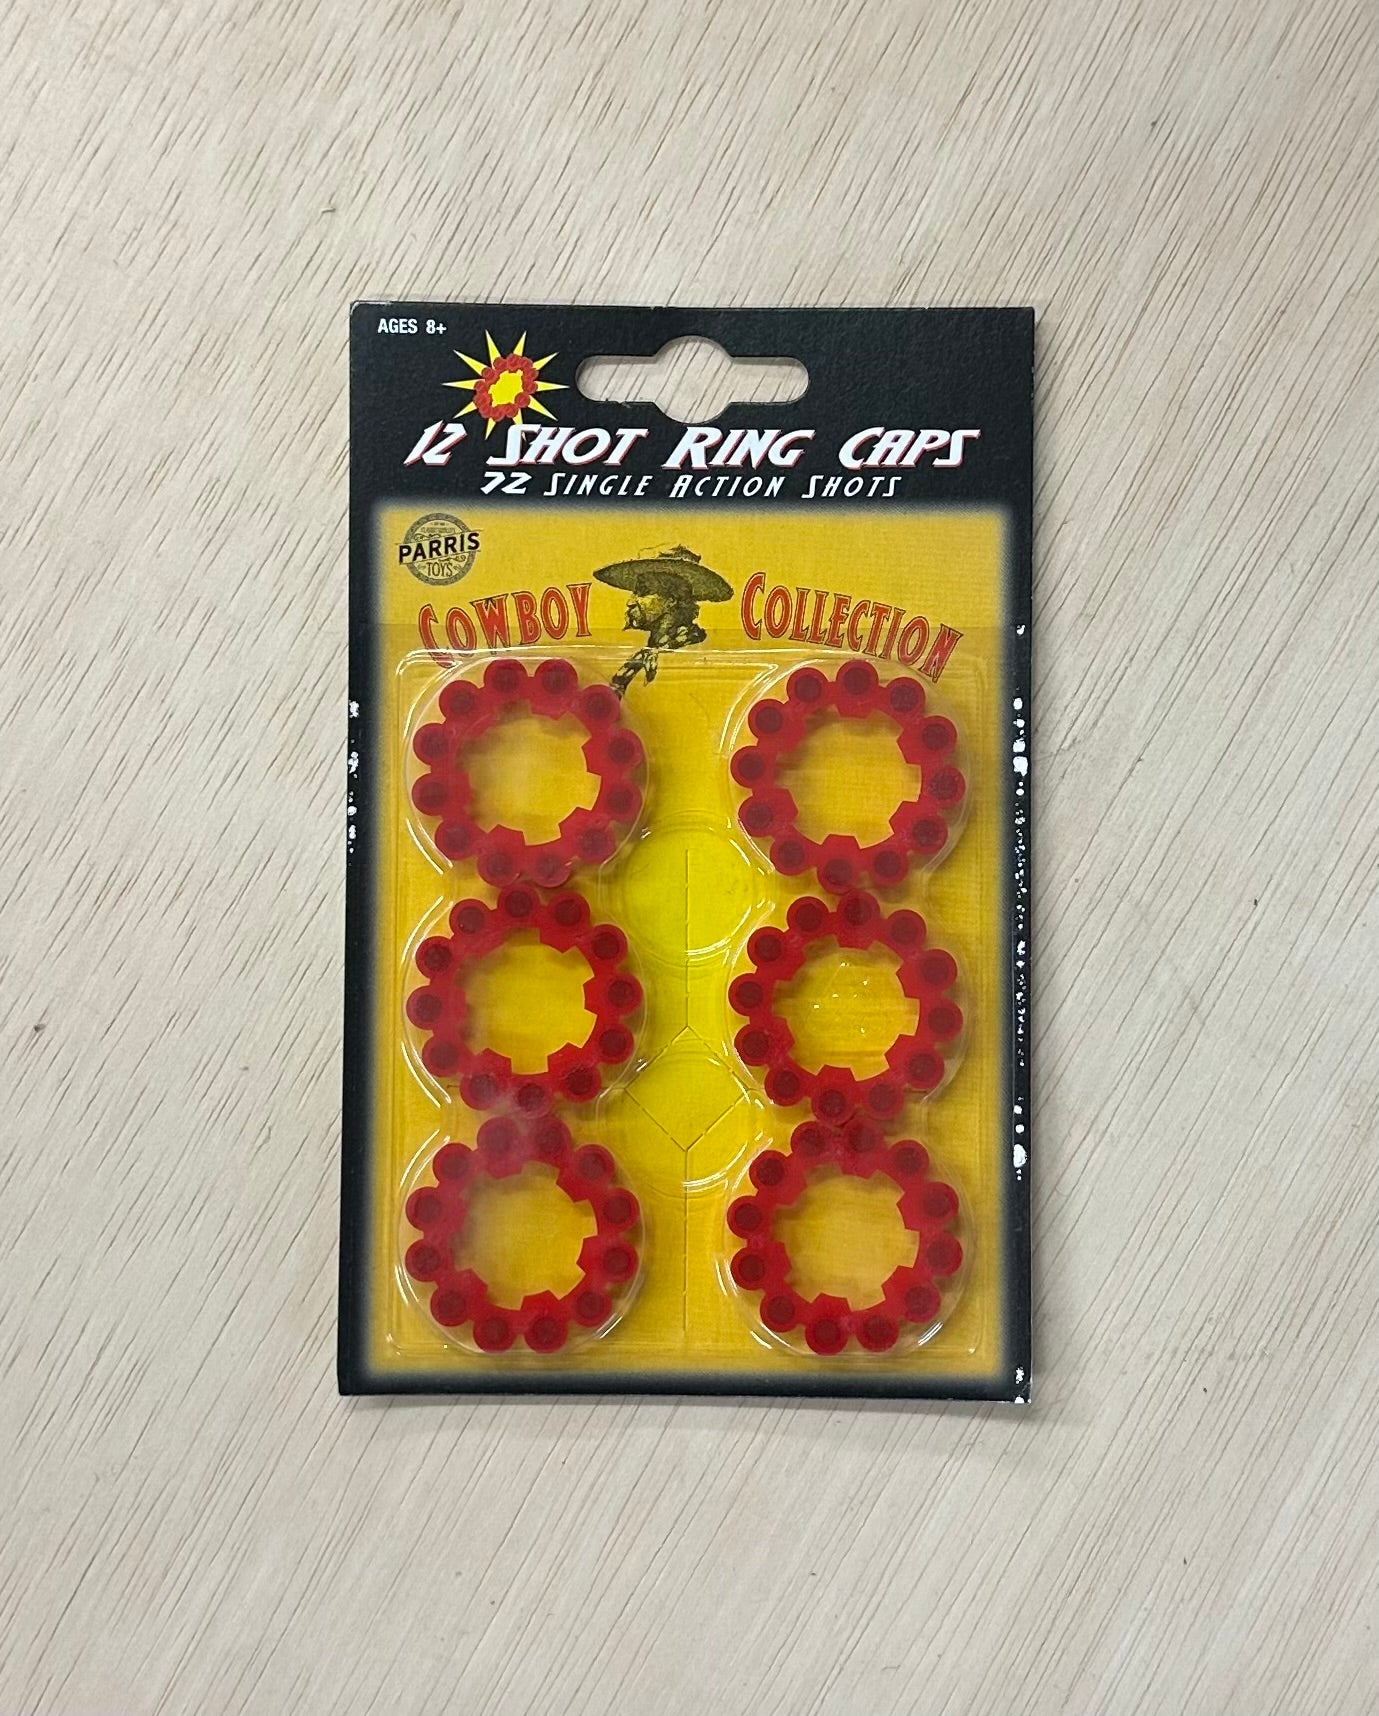 AGES 8+
12 SHOT RING CAPS
72 SINGLE ACTION SHOTS
PARRIS
TOYS
COWBOY COLLECTION